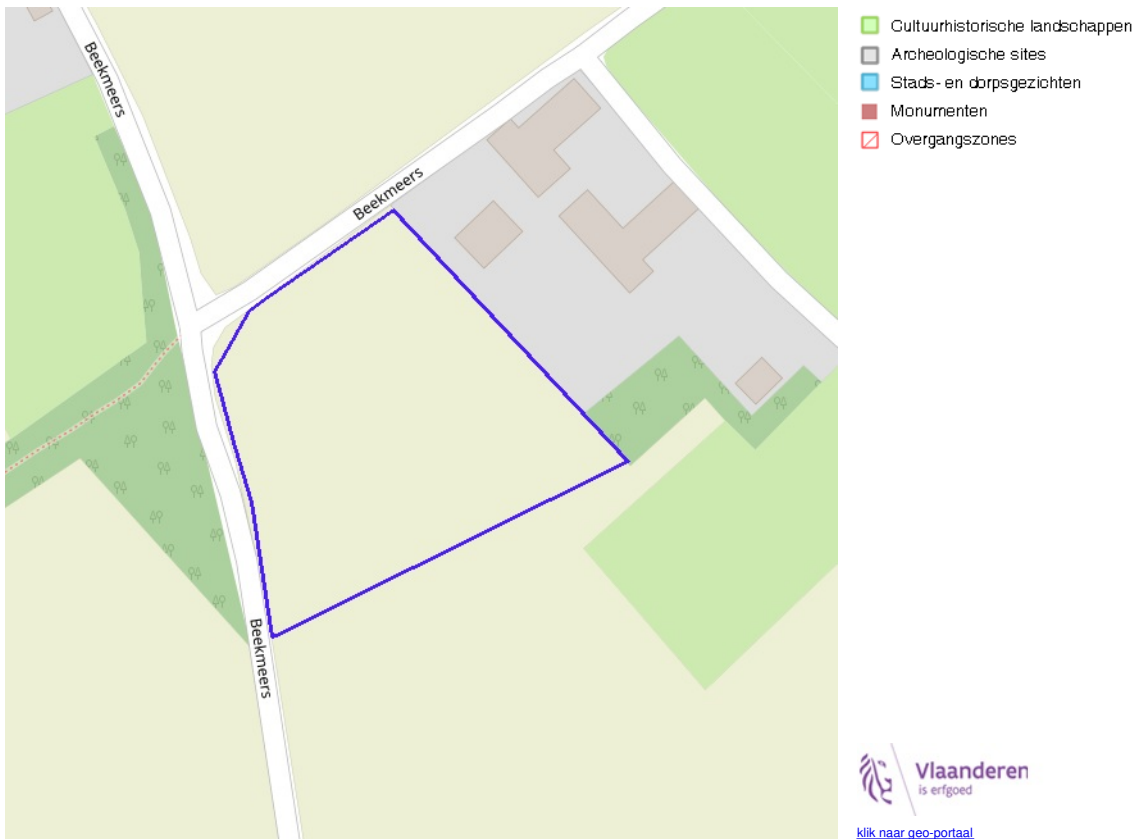 Beekmeers
Beekmeers
Beekmeers
Cultuurhistorische landschappen
Archeologische sites
Stads- en dorpsgezichten
Monumenten
Overgangszones
Vlaanderen
is erfgoed
klik naar geo-portaal